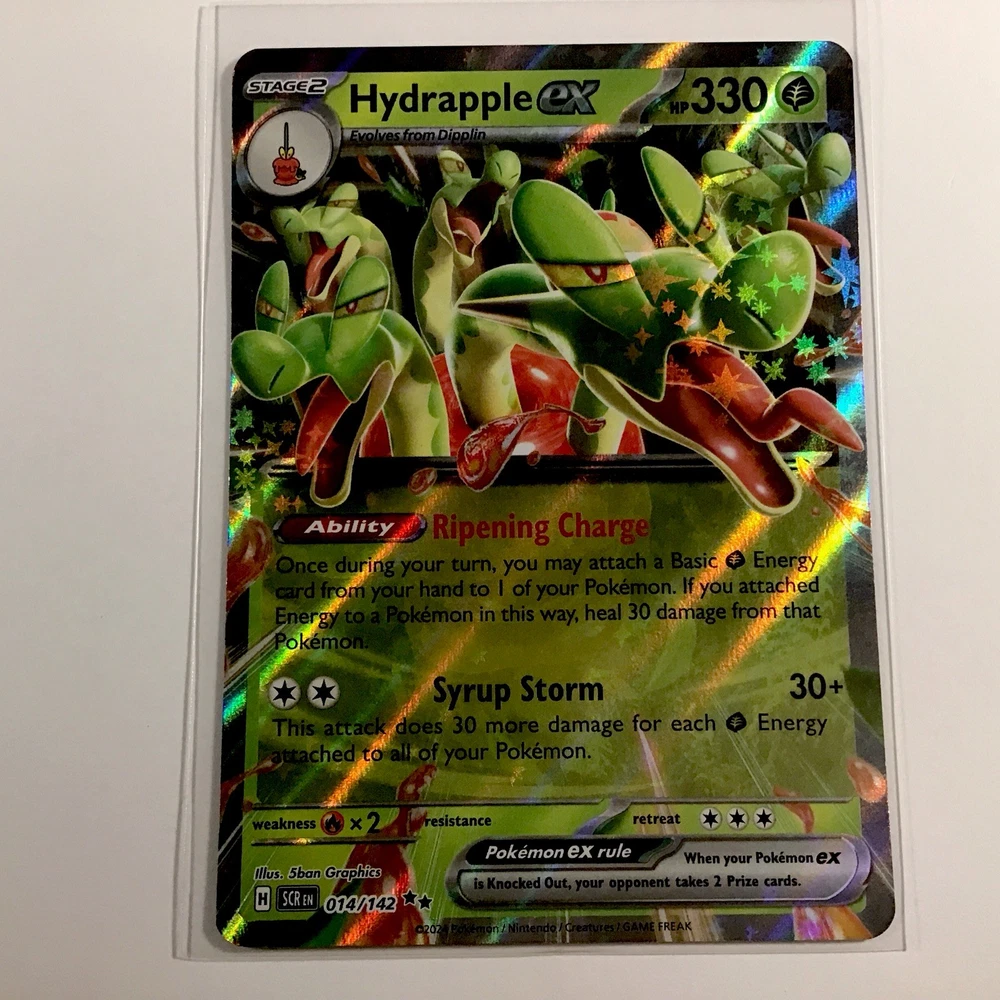 STAGE2
Hydrapple ex
HP 330
Evolves from Dipplin
Ability Ripening Charge
Once during your turn, you may attach a Basic Energy
card from your hand to 1 of your Pokémon. If you attached
Energy to a Pokémon in this way, heal 30 damage from that
Pokémon.
Syrup Storm 30+
This attack does 30 more damage for each Energy
attached to all of your Pokémon.
weakness ×2 resistance retreat
Pokémon ex rule When your Pokémon ex
is Knocked Out, your opponent takes 2 Prize cards.
Illus. 5ban Graphics
H SCR EN 014/142
©2024 Pokémon / Nintendo / Creatures / GAME FREAK